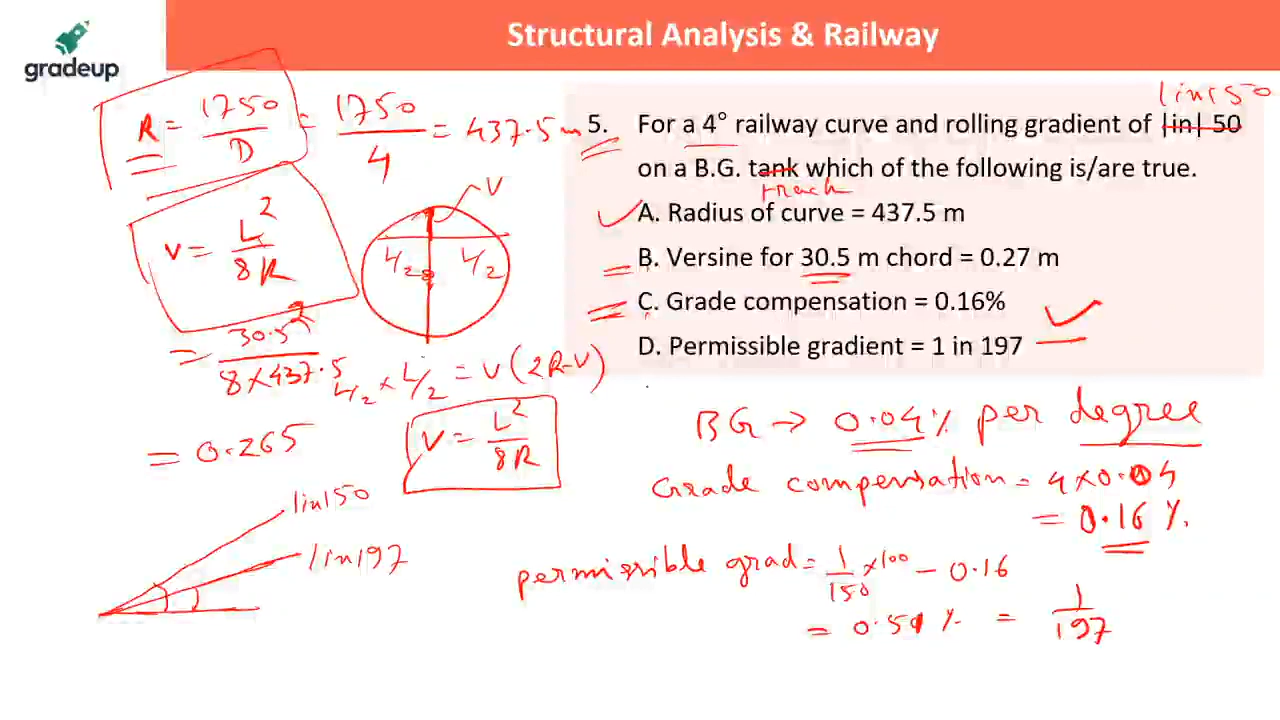 gradeup
Structural Analysis & Railway
R = 1750/D = 1750/4 = 437.5 m
V = L²/8R
V
L/2 L/2
= 30.5²/8×437.5
L/2 × L/2 = V(2R-V)
V = L²/8R
= 0.265
1in150
1in197
1in150
5. For a 4° railway curve and rolling gradient of |in| 50
on a B.G. tank which of the following is/are true.
track
A. Radius of curve = 437.5 m
B. Versine for 30.5 m chord = 0.27 m
C. Grade compensation = 0.16%
D. Permissible gradient = 1 in 197
BG → 0.04% per degree
Grade compensation = 4×0.04
= 0.16 %.
permissible grad = 1/150 ×100 - 0.16
= 0.51 % = 1/197